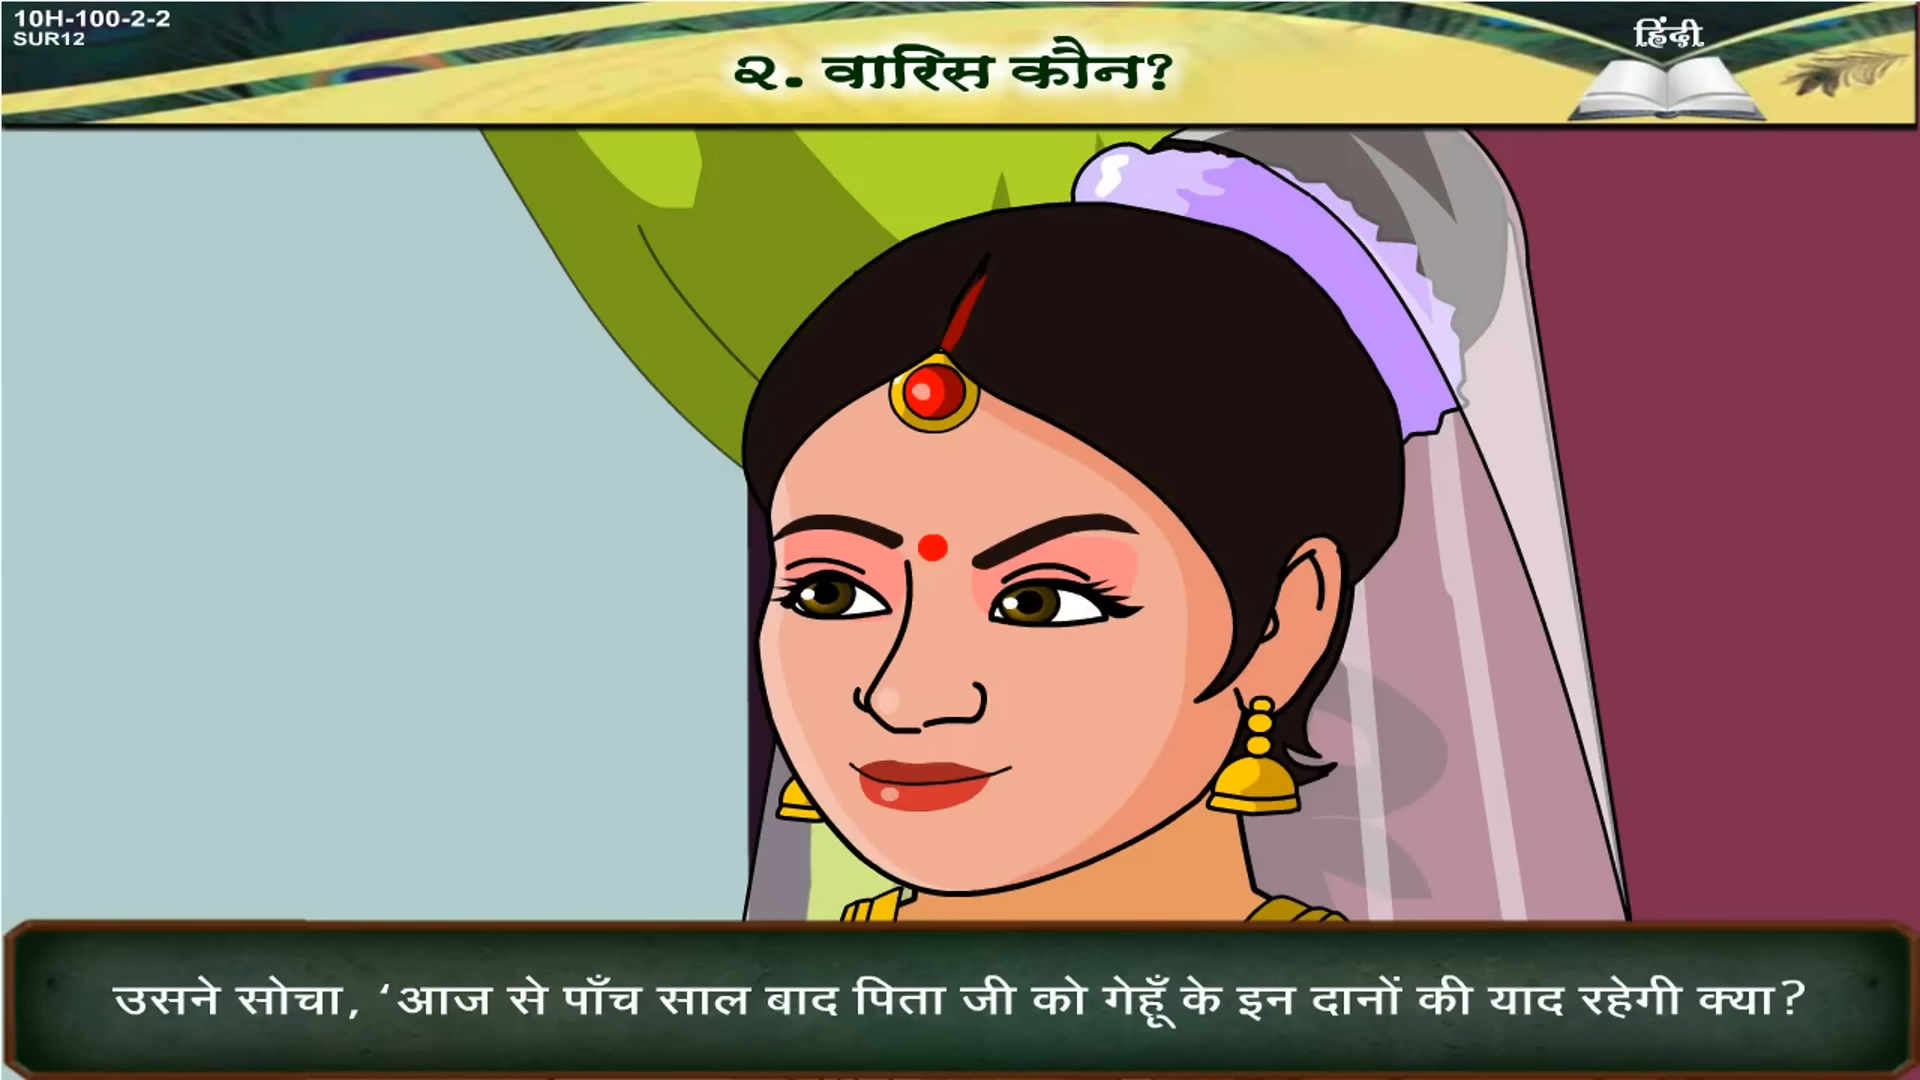 10H-100-2-2
SUR12
हिंदी
२. वारिस कौन?
उसने सोचा, ‘आज से पाँच साल बाद पिता जी को गेहूँ के इन दानों की याद रहेगी क्या?